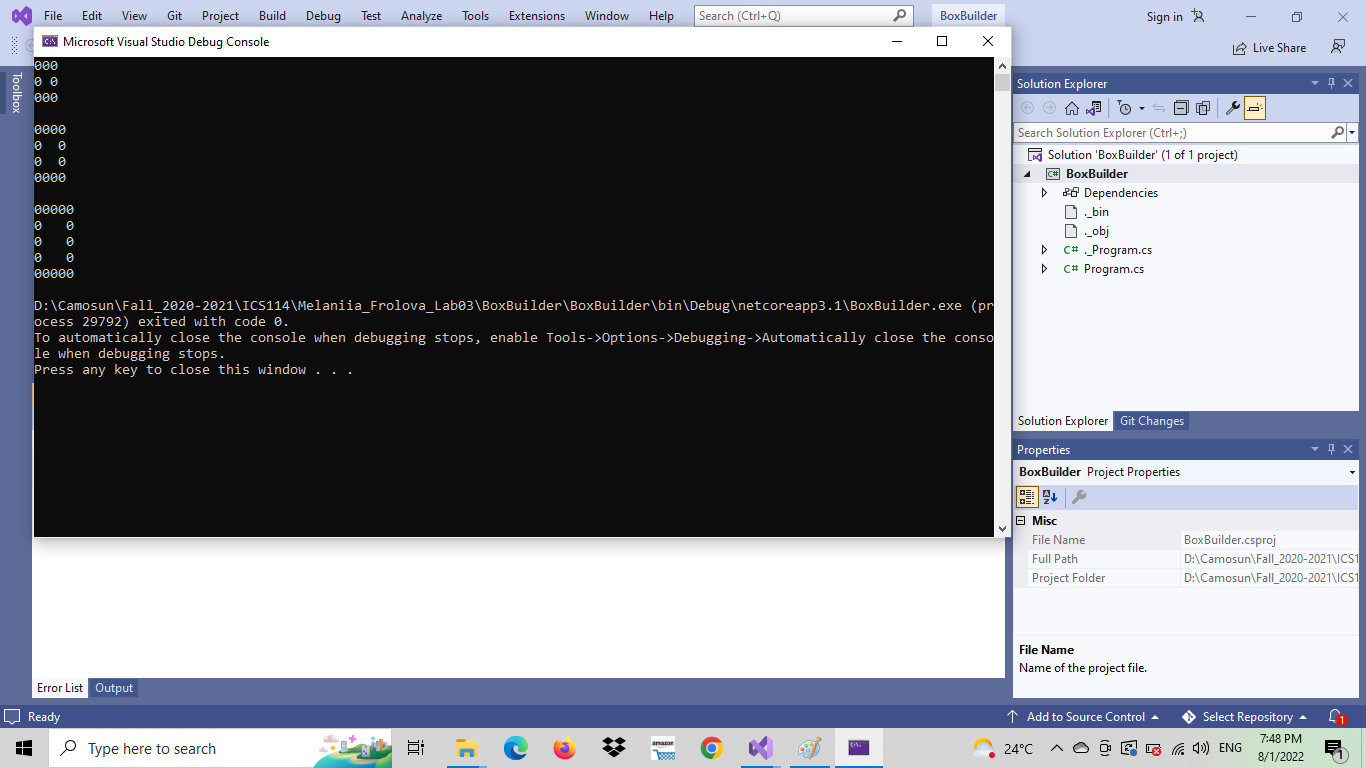 File Edit View Git Project Build Debug Test Analyze Tools Extensions Window Help Search (Ctrl+Q) BoxBuilder Sign in
Live Share
Microsoft Visual Studio Debug Console
Toolbox
000
0 0
000
0000
0  0
0  0
0000
00000
0   0
0   0
0   0
00000
D:\Camosun\Fall_2020-2021\ICS114\Melaniia_Frolova_Lab03\BoxBuilder\BoxBuilder\bin\Debug\netcoreapp3.1\BoxBuilder.exe (pr
ocess 29792) exited with code 0.
To automatically close the console when debugging stops, enable Tools->Options->Debugging->Automatically close the conso
le when debugging stops.
Press any key to close this window . . .
Solution Explorer
Search Solution Explorer (Ctrl+;)
Solution 'BoxBuilder' (1 of 1 project)
C# BoxBuilder
Dependencies
._bin
._obj
C# ._Program.cs
C# Program.cs
Solution Explorer Git Changes
Properties
BoxBuilder Project Properties
Misc
File Name BoxBuilder.csproj
Full Path D:\Camosun\Fall_2020-2021\ICS1
Project Folder D:\Camosun\Fall_2020-2021\ICS1
File Name
Name of the project file.
Error List Output
Ready Add to Source Control Select Repository 1
Type here to search amazon 24°C ENG 7:48 PM
8/1/2022 1